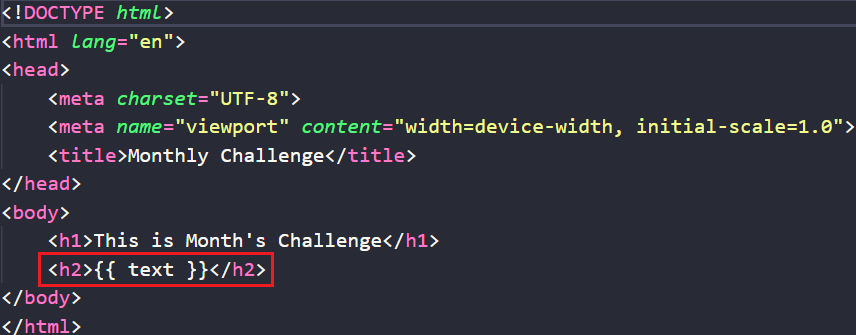 <!DOCTYPE html>
<html lang="en">
<head>
    <meta charset="UTF-8">
    <meta name="viewport" content="width=device-width, initial-scale=1.0">
    <title>Monthly Challenge</title>
</head>
<body>
    <h1>This is Month's Challenge</h1>
    <h2>{{ text }}</h2>
</body>
</html>